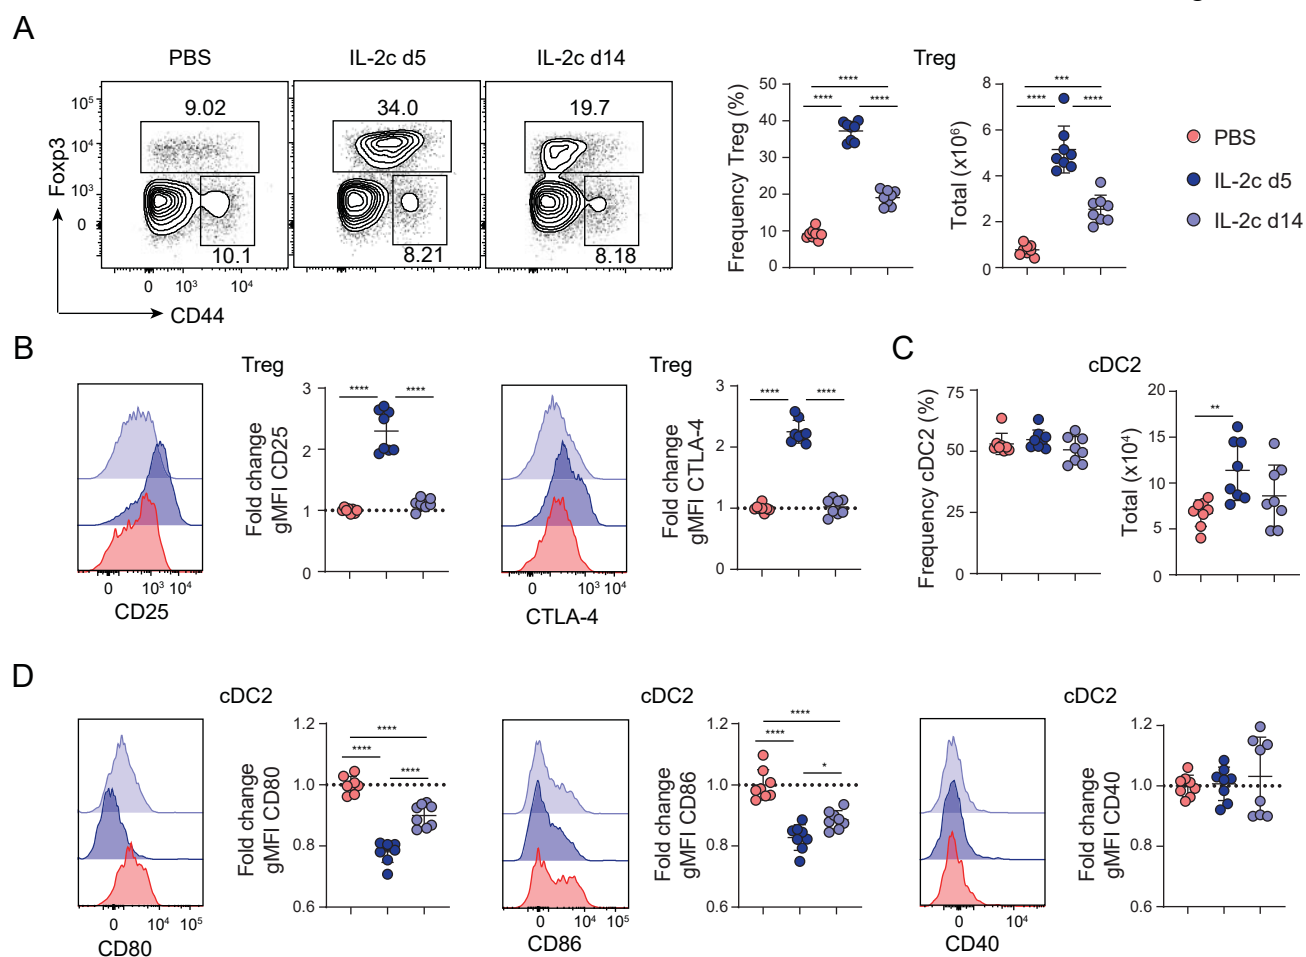 A
PBS
IL-2c d5
IL-2c d14
Treg
10⁵
10⁴
10³
0
Foxp3
9.02
34.0
19.7
10.1
8.21
8.18
0
10³
10⁴
CD44
Frequency Treg (%)
50
40
30
20
10
0
****
****
****
Total (x10⁶)
8
6
4
2
0
***
****
****
PBS
IL-2c d5
IL-2c d14
B
Treg
0
10³ 10⁴
CD25
Fold change
gMFI CD25
3
2
1
0
****
****
Treg
0
10³ 10⁴
CTLA-4
Fold change
gMFI CTLA-4
3
2
1
0
****
****
C
cDC2
Frequency cDC2 (%)
75
50
25
0
Total (x10⁴)
20
15
10
5
0
**
D
cDC2
0
10⁴ 10⁵
CD80
Fold change
gMFI CD80
1.2
1.0
0.8
0.6
****
****
****
cDC2
0
10⁴ 10⁵
CD86
Fold change
gMFI CD86
1.2
1.0
0.8
0.6
****
****
*
cDC2
0
10⁴
CD40
Fold change
gMFI CD40
1.2
1.0
0.8
0.6